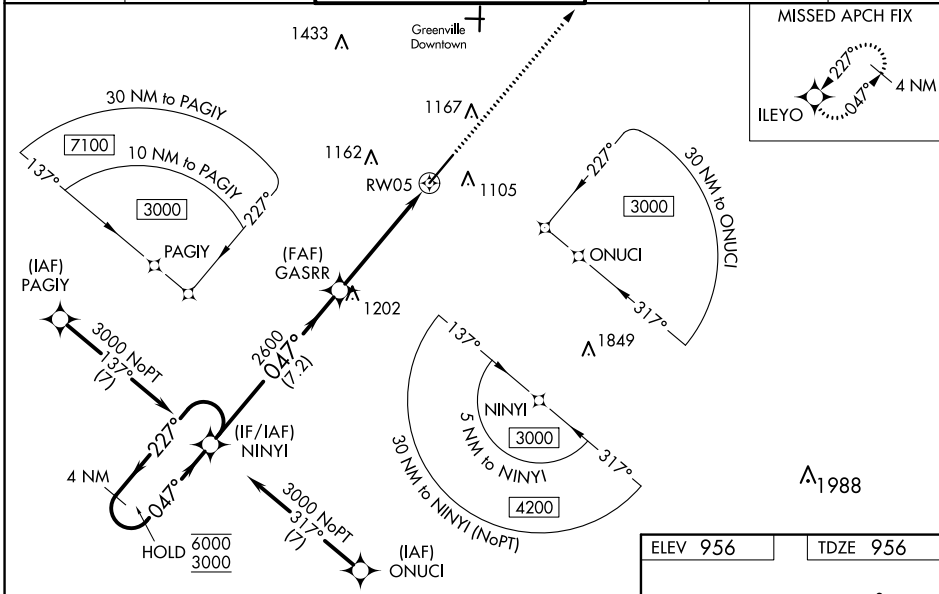 1433
Greenville
Downtown
MISSED APCH FIX
227°
047°
4 NM
ILEYO
30 NM to PAGIY
7100
10 NM to PAGIY
137°
3000
227°
PAGIY
1167
1162
RW05
1105
227°
30 NM to ONUCI
3000
ONUCI
317°
(IAF)
PAGIY
3000 NoPT
137°
(7)
(FAF)
GASRR
1202
2600
047°
(7.2)
1849
137°
NINYI
3000
5 NM to NINYI
317°
30 NM to NINYI (NoPT)
4200
(IF/IAF)
NINYI
227°
4 NM
047°
HOLD
6000
3000
3000 NoPT
317°
(7)
(IAF)
ONUCI
1988
ELEV 956
TDZE 956